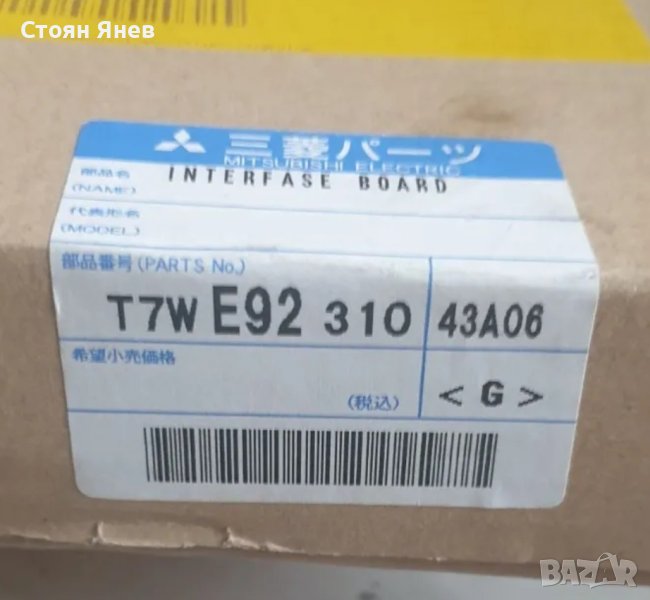 Стоян Янев
三菱パーツ
MITSUBISHI ELECTRIC
部品名 INTERFASE BOARD
(NAME)
代表形名
(MODEL)
部品番号(PARTS No.)
T7W E92 310 43A06
希望小売価格
(税込) <G>
BAZAR